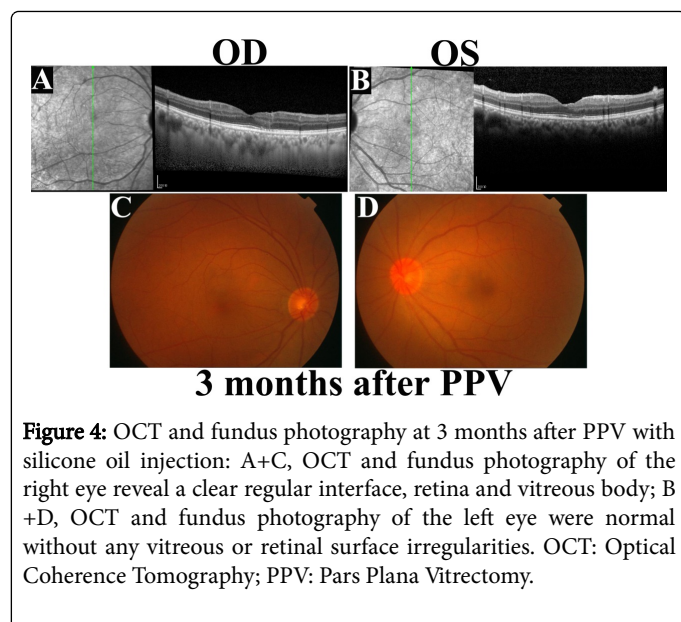 OD OS
A B
C D
3 months after PPV
Figure 4: OCT and fundus photography at 3 months after PPV with
silicone oil injection: A+C, OCT and fundus photography of the
right eye reveal a clear regular interface, retina and vitreous body; B
+D, OCT and fundus photography of the left eye were normal
without any vitreous or retinal surface irregularities. OCT: Optical
Coherence Tomography; PPV: Pars Plana Vitrectomy.